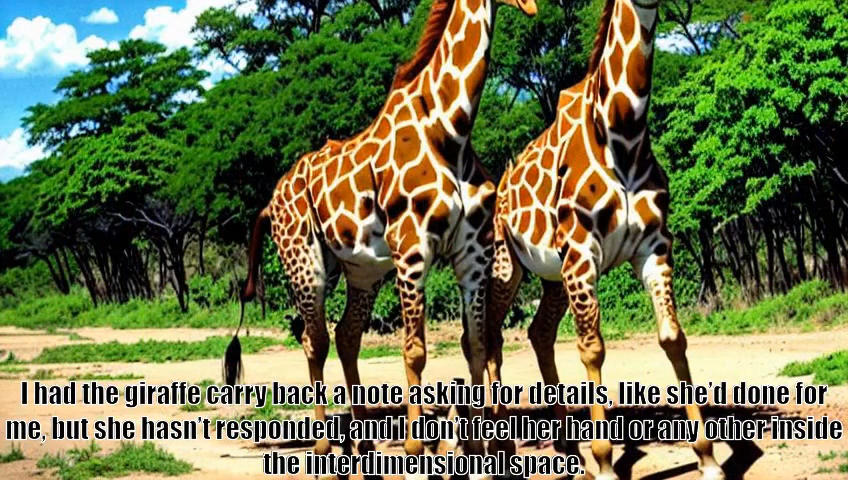 I had the giraffe carry back a note asking for details, like she’d done for
me, but she hasn’t responded, and I don’t feel her hand or any other inside
the interdimensional space.